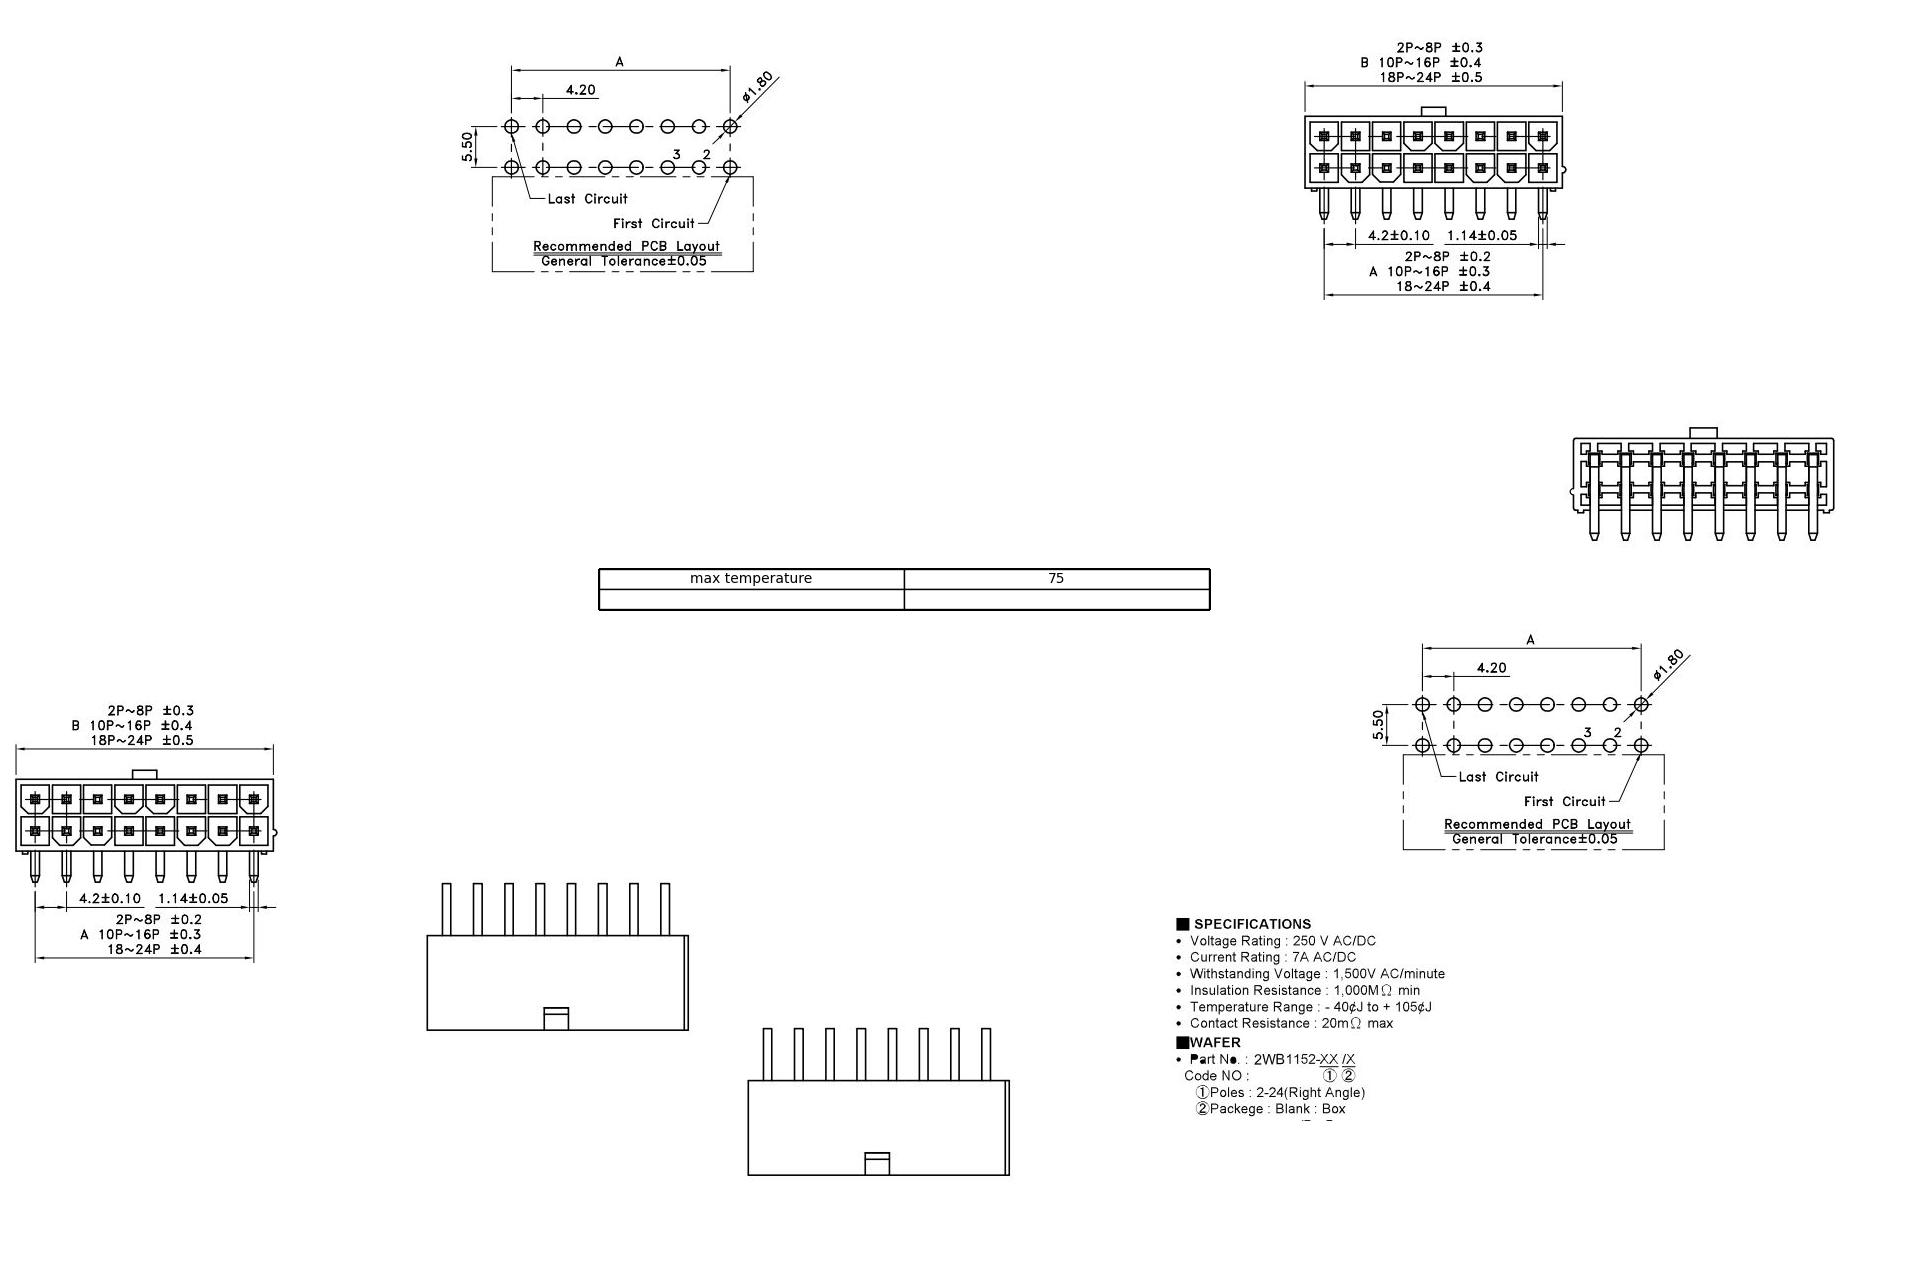 A
4.20
ø1.80
5.50
3
2
Last Circuit
First Circuit
Recommended PCB Layout
General Tolerance±0.05
2P~8P ±0.3
B 10P~16P ±0.4
18P~24P ±0.5
4.2±0.10 1.14±0.05
2P~8P ±0.2
A 10P~16P ±0.3
18~24P ±0.4
max temperature 75
A
4.20
ø1.80
5.50
3
2
Last Circuit
First Circuit
Recommended PCB Layout
General Tolerance±0.05
2P~8P ±0.3
B 10P~16P ±0.4
18P~24P ±0.5
4.2±0.10 1.14±0.05
2P~8P ±0.2
A 10P~16P ±0.3
18~24P ±0.4
■ SPECIFICATIONS
• Voltage Rating : 250 V AC/DC
• Current Rating : 7A AC/DC
• Withstanding Voltage : 1,500V AC/minute
• Insulation Resistance : 1,000MΩ min
• Temperature Range : - 40¢J to + 105¢J
• Contact Resistance : 20mΩ max
■WAFER
• Part No. : 2WB1152-XX /X
Code NO : ① ②
①Poles : 2-24(Right Angle)
②Packege : Blank : Box